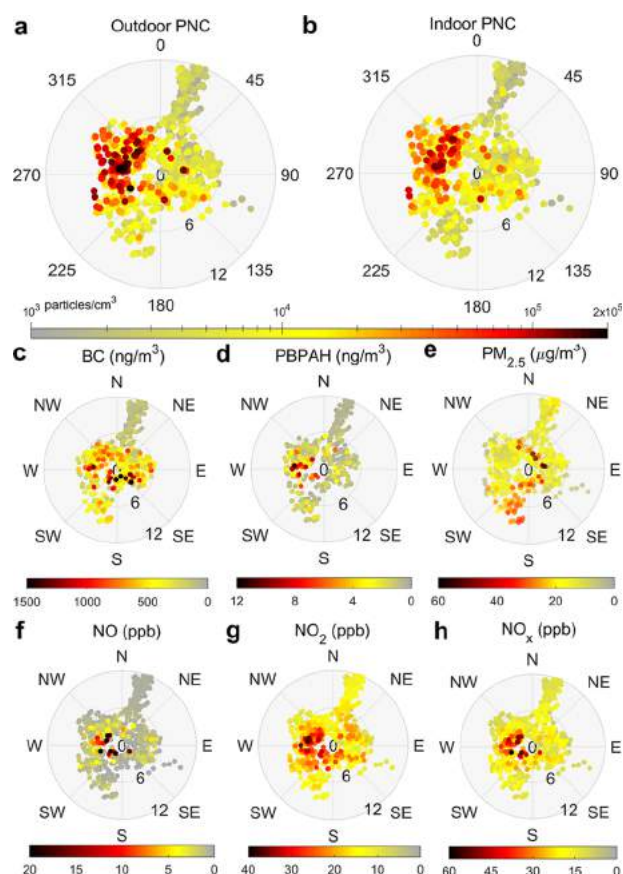 a Outdoor PNC b Indoor PNC
0 0
315 45 315 45
270 0 90 270 0 90
6 6
225 12 135 225 12 135
180 180
10³ particles/cm³ 10⁴ 10⁵ 2x10⁵
c BC (ng/m³) d PBPAH (ng/m³) e PM2.5 (μg/m³)
N N N
NW NE NW NE NW NE
W 0 E W 0 E W 0 E
6 6 6
SW 12 SE SW 12 SE SW 12 SE
S S S
1500 1000 500 0 12 8 4 0 60 40 20 0
f NO (ppb) g NO2 (ppb) h NOx (ppb)
N N N
NW NE NW NE NW NE
W 0 E W 0 E W 0 E
6 6 6
SW 12 SE SW 12 SE SW 12 SE
S S S
20 15 10 5 0 40 30 20 10 0 60 45 30 15 0